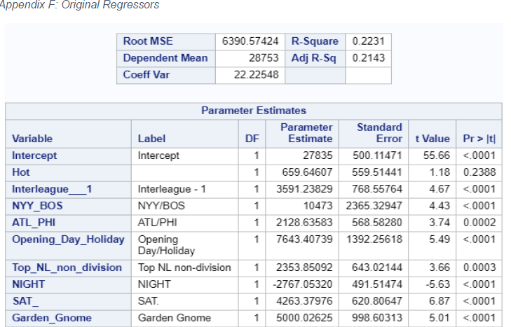 Appendix F: Original Regressors
Root MSE 6390.57424 R-Square 0.2231
Dependent Mean 28753 Adj R-Sq 0.2143
Coeff Var 22.22548
Parameter Estimates
Variable Label DF Parameter Estimate Standard Error t Value Pr > |t|
Intercept Intercept 1 27835 500.11471 55.66 <.0001
Hot 1 659.64607 559.51441 1.18 0.2388
Interleague___1 Interleague - 1 1 3591.23829 768.55764 4.67 <.0001
NYY_BOS NYY/BOS 1 10473 2365.32947 4.43 <.0001
ATL_PHI ATL/PHI 1 2128.63583 568.58280 3.74 0.0002
Opening_Day_Holiday Opening Day/Holiday 1 7643.40739 1392.25618 5.49 <.0001
Top_NL_non_division Top NL non-division 1 2353.85092 643.02144 3.66 0.0003
NIGHT NIGHT 1 -2767.05320 491.51474 -5.63 <.0001
SAT_ SAT. 1 4263.37976 620.80647 6.87 <.0001
Garden_Gnome Garden Gnome 1 5000.02625 998.60313 5.01 <.0001